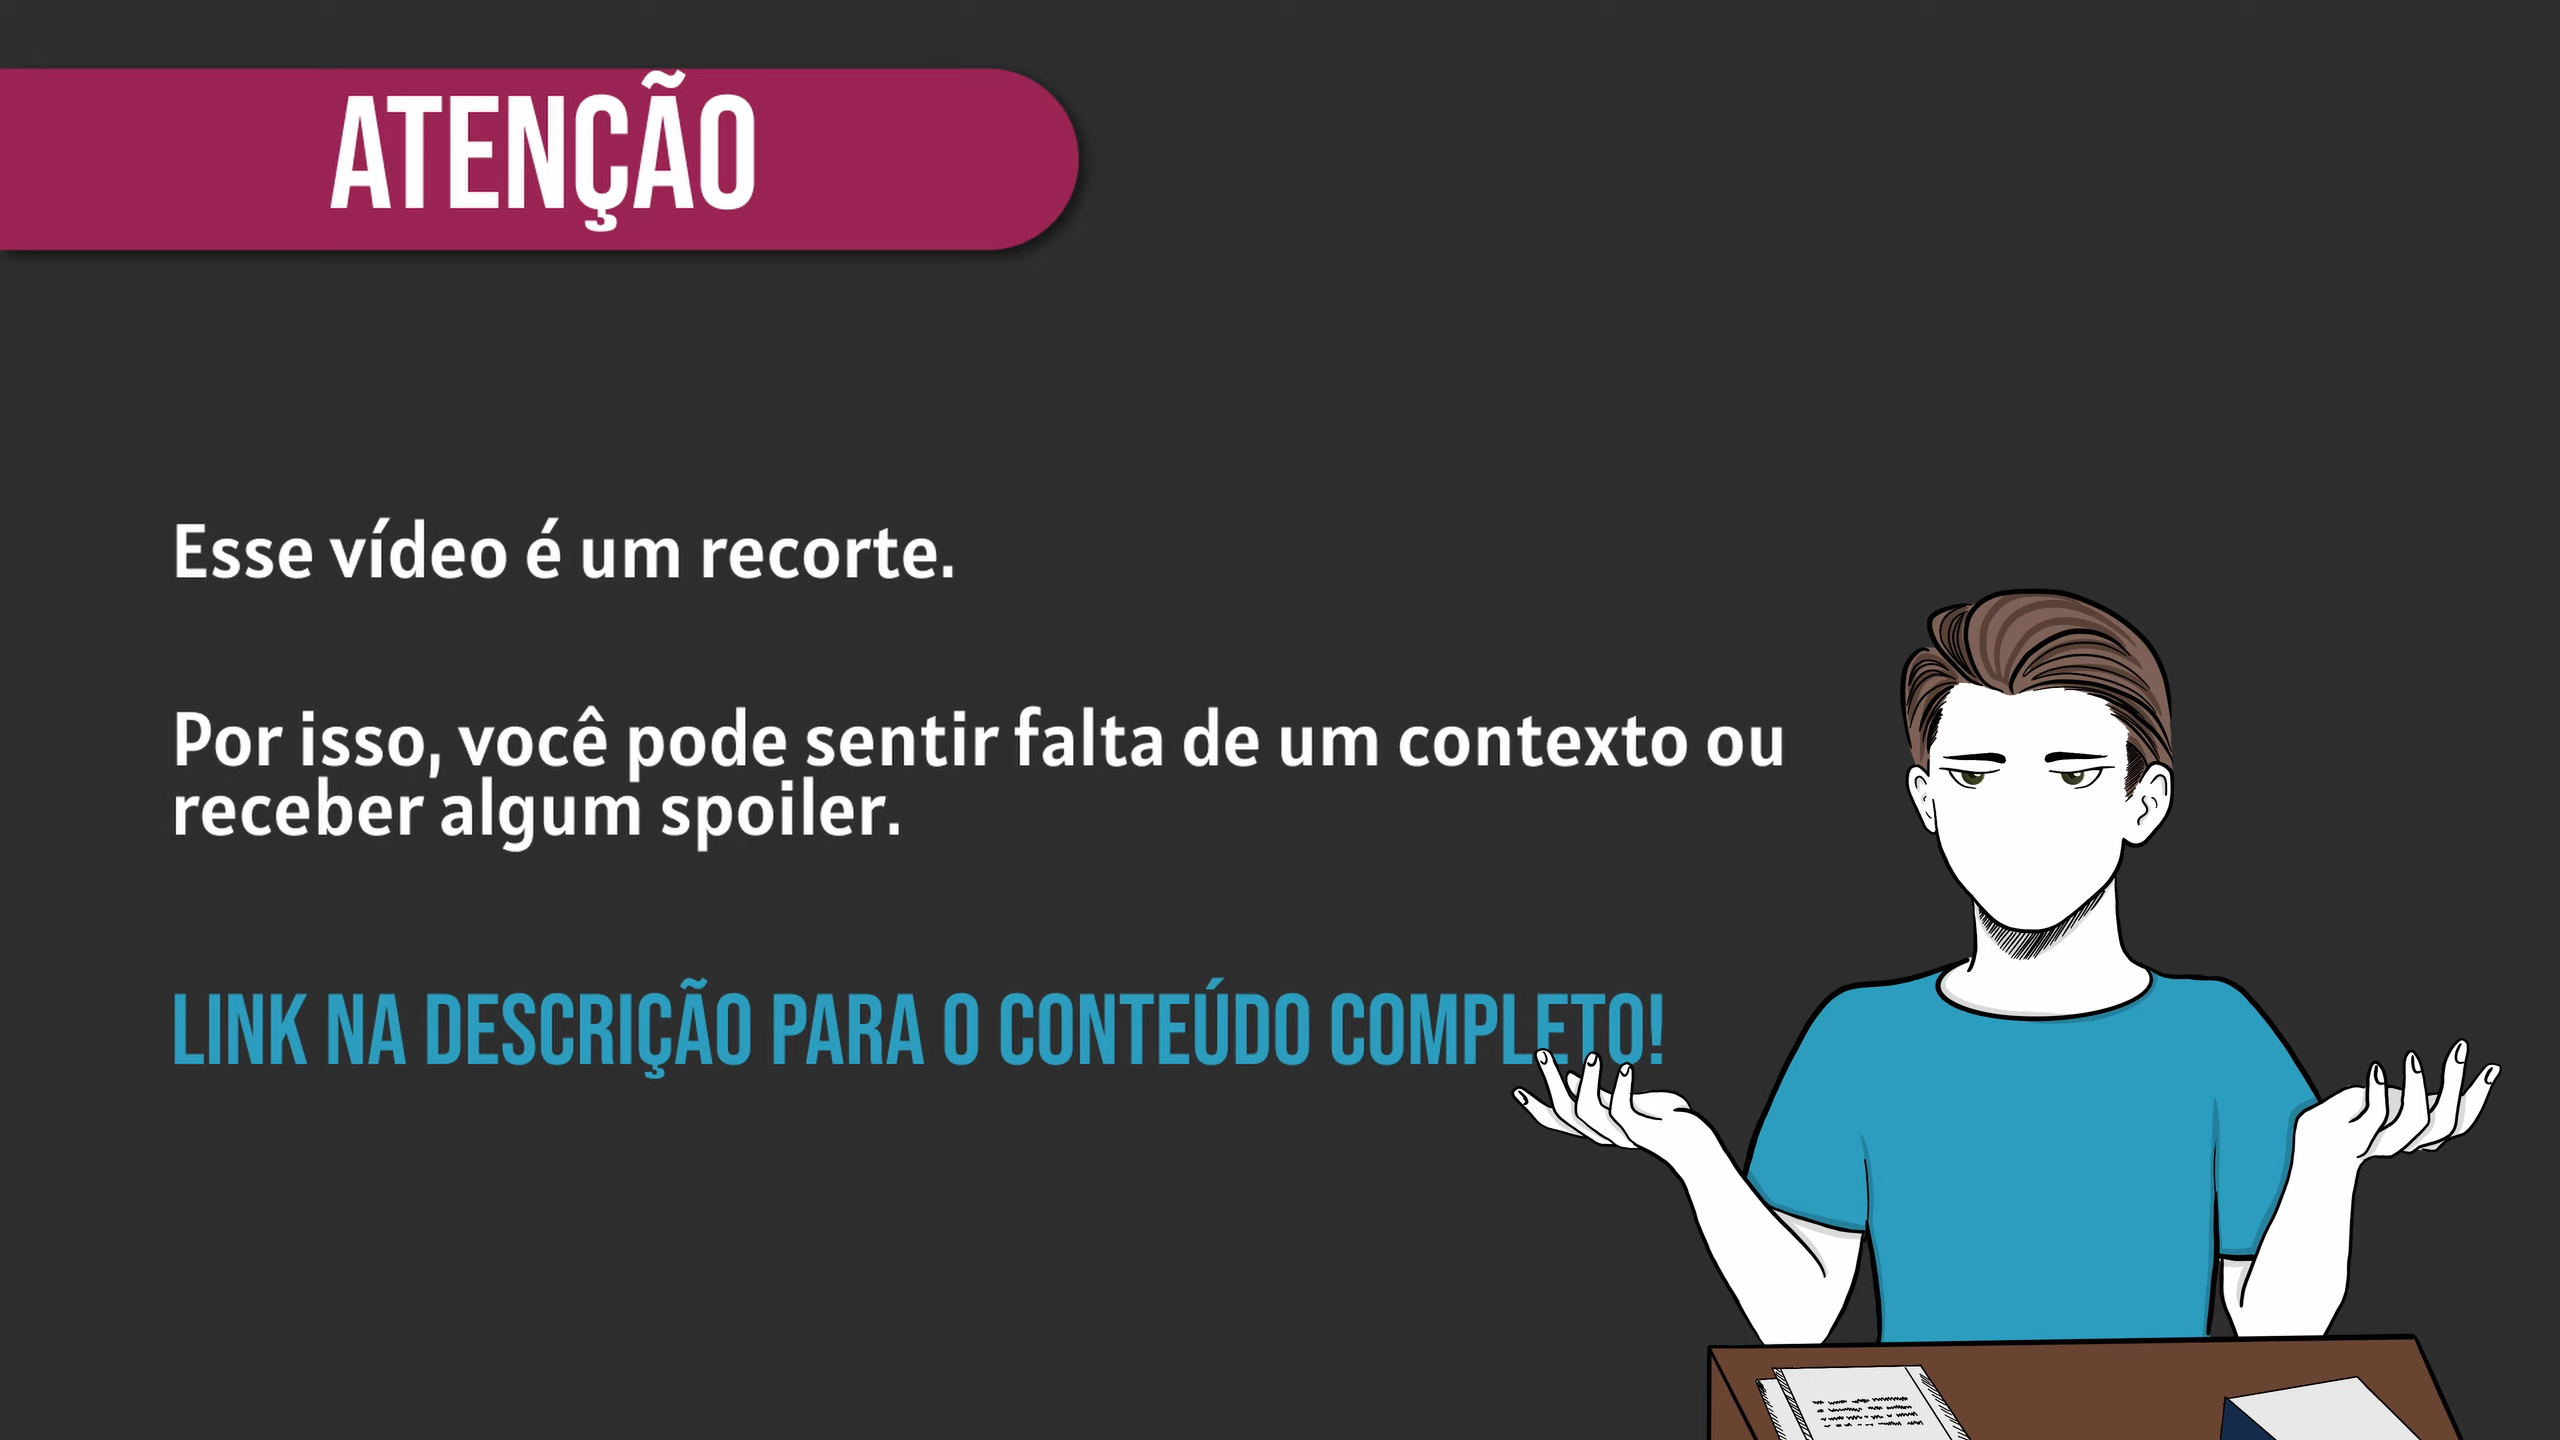 ATENÇÃO
Esse vídeo é um recorte.
Por isso, você pode sentir falta de um contexto ou
receber algum spoiler.
LINK NA DESCRIÇÃO PARA O CONTEÚDO COMPLETO!